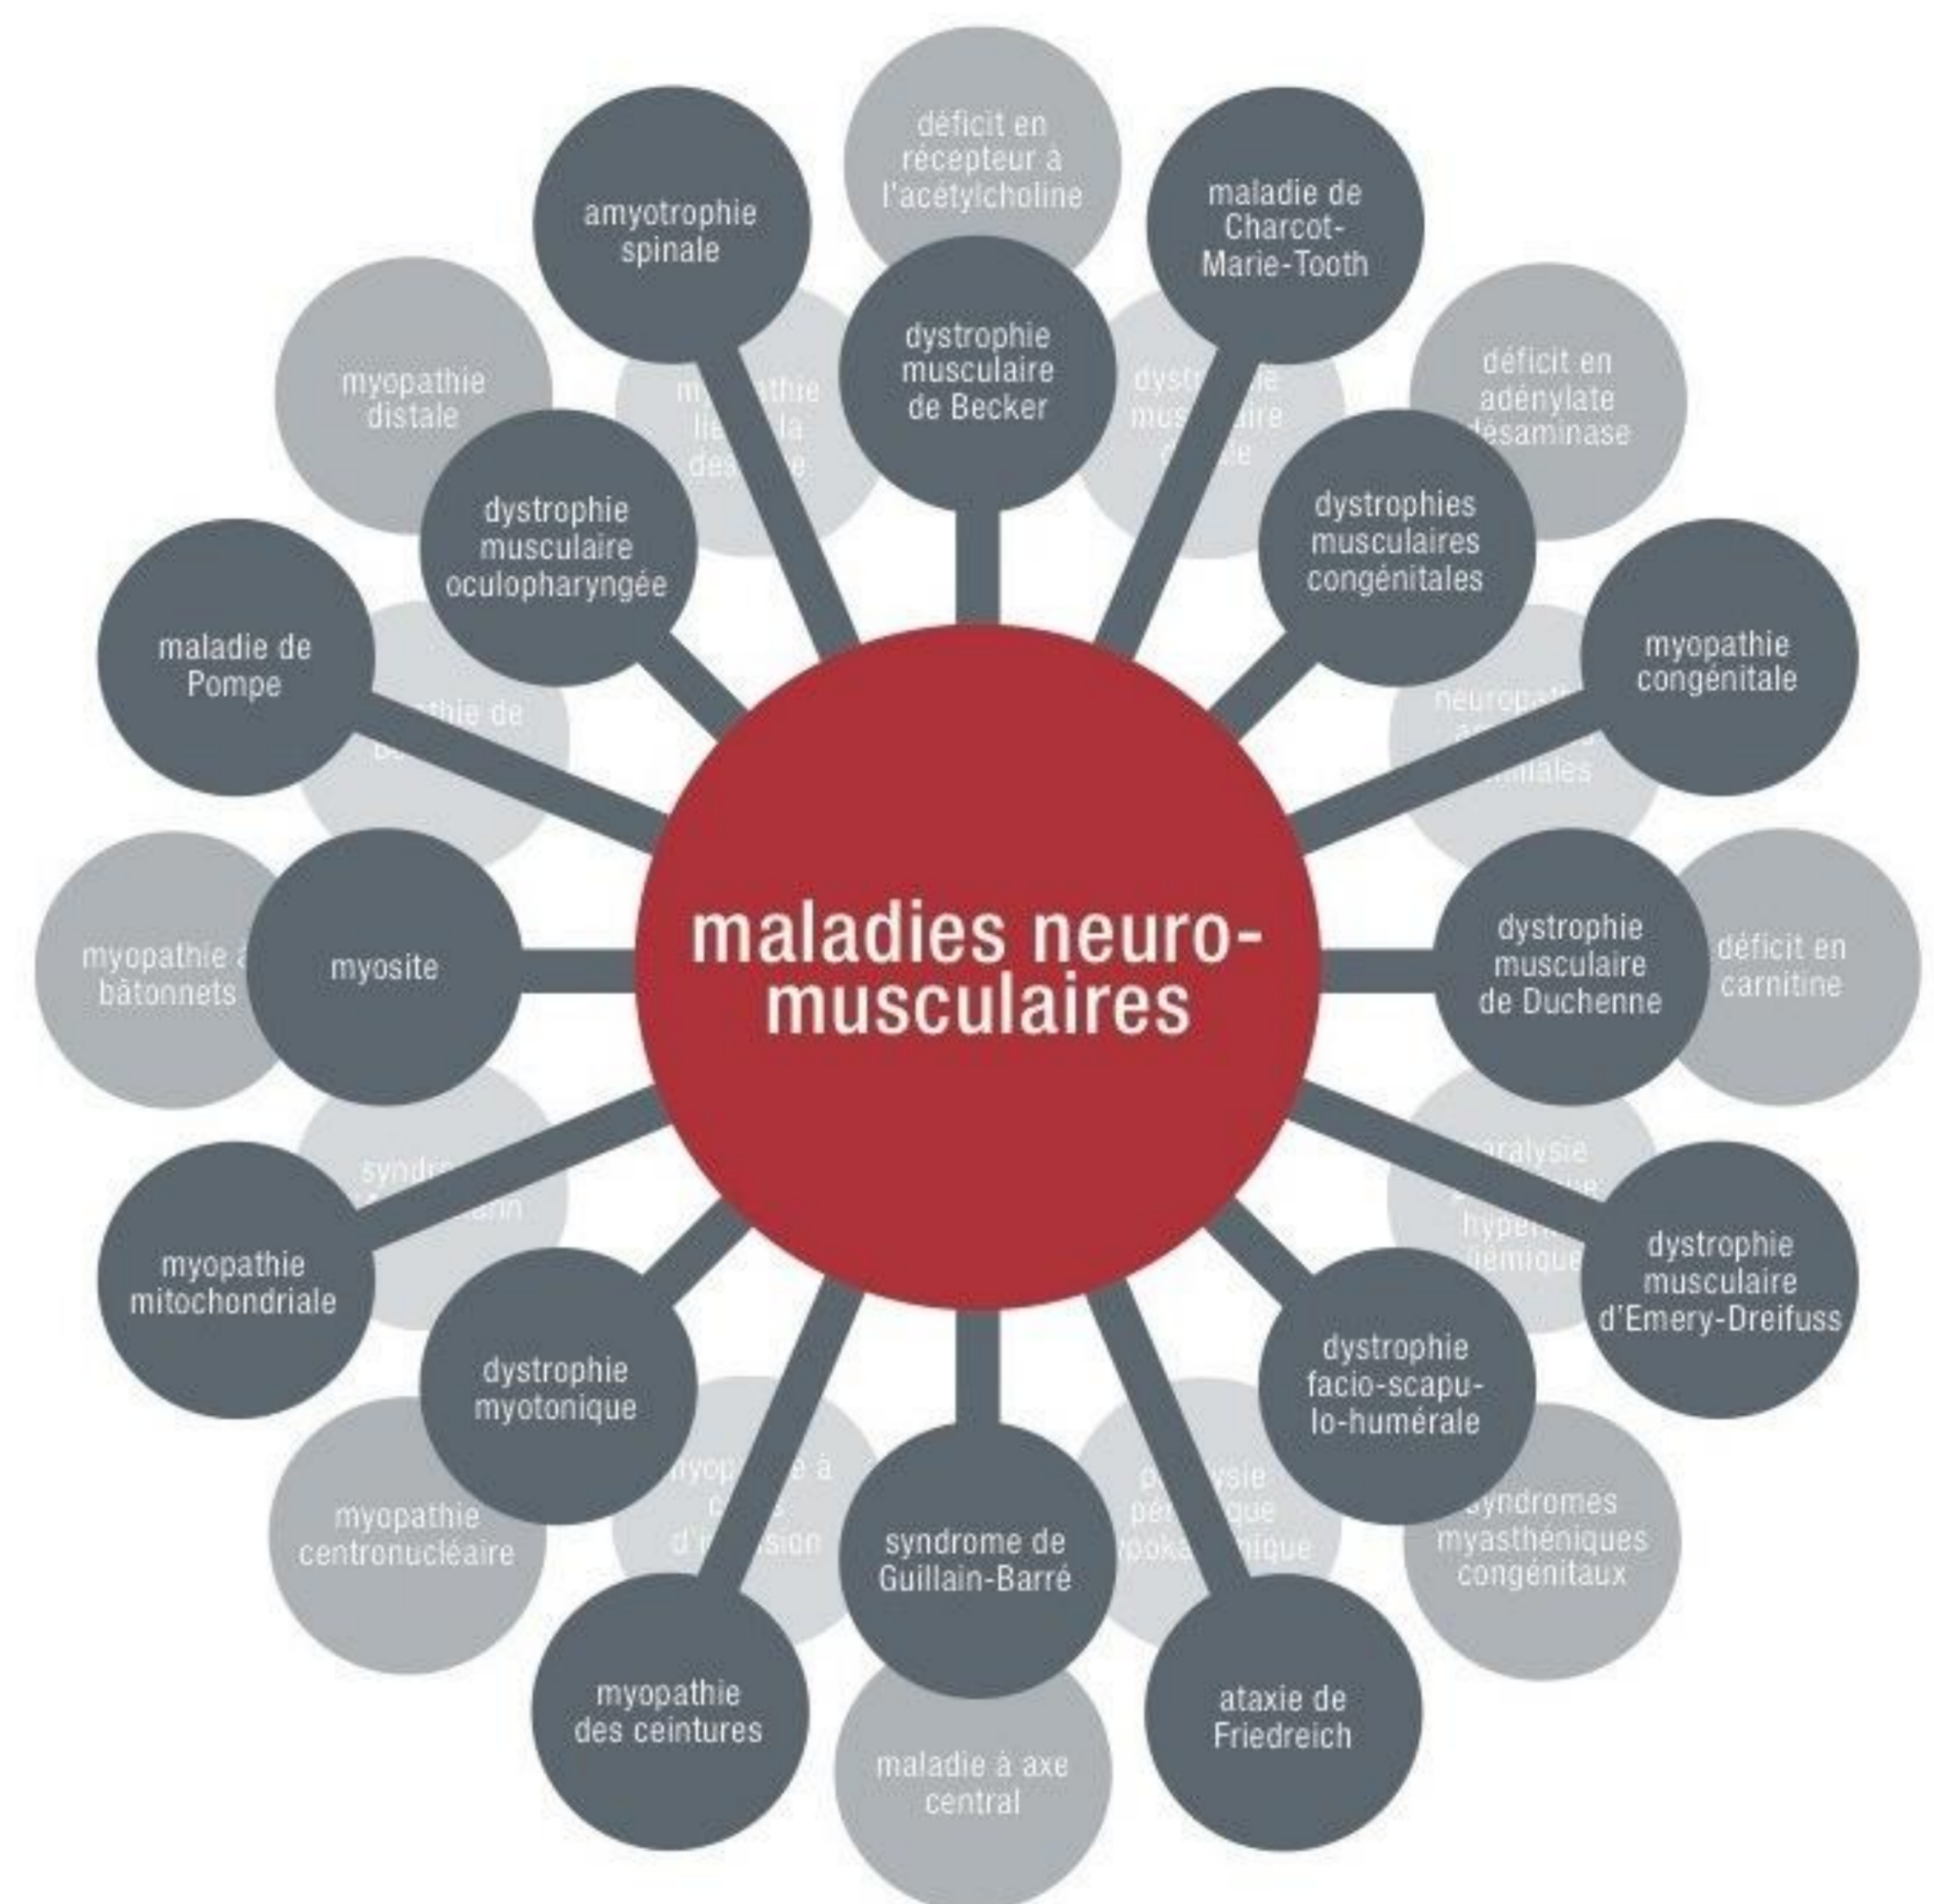 déficit en
récepteur à
l'acétylcholine
amyotrophie
spinale
maladie de
Charcot-
Marie-Tooth
dystrophie
musculaire
de Becker
myopathie
distale
déficit en
adénylate
désaminase
dystrophie
musculaire
oculopharyngée
dystrophies
musculaires
congénitales
maladie de
Pompe
myopathie
congénitale
maladies neuro-
musculaires
myopathie à
bâtonnets
myosite
dystrophie
musculaire
de Duchenne
déficit en
carnitine
myopathie
mitochondriale
dystrophie
musculaire
d'Emery-Dreifuss
dystrophie
myotonique
dystrophie
facio-scapu-
lo-humérale
myopathie
centronucléaire
syndrome de
Guillain-Barré
syndromes
myasthéniques
congénitaux
myopathie
des ceintures
ataxie de
Friedreich
maladie à axe
central